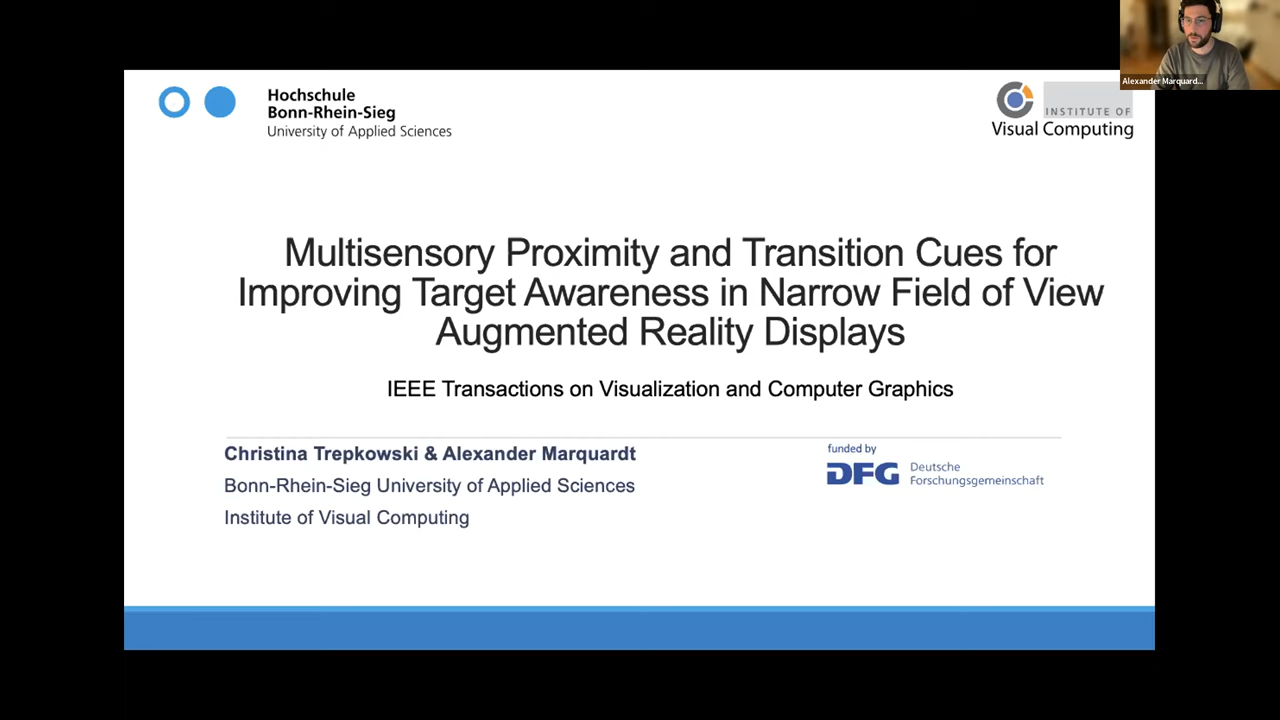 Alexander Marquard...
Hochschule
Bonn-Rhein-Sieg
University of Applied Sciences
INSTITUTE OF
Visual Computing
Multisensory Proximity and Transition Cues for
Improving Target Awareness in Narrow Field of View
Augmented Reality Displays
IEEE Transactions on Visualization and Computer Graphics
Christina Trepkowski & Alexander Marquardt
Bonn-Rhein-Sieg University of Applied Sciences
Institute of Visual Computing
funded by
DFG
Deutsche
Forschungsgemeinschaft